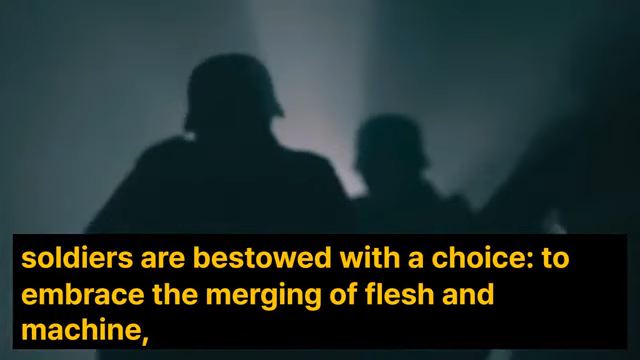 soldiers are bestowed with a choice: to
embrace the merging of flesh and
machine,